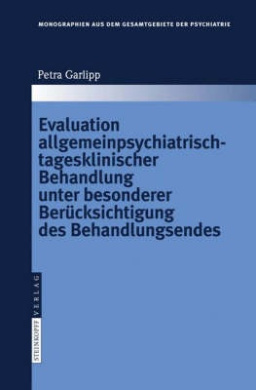 MONOGRAPHIEN AUS DEM GESAMTGEBIETE DER PSYCHIATRIE
Petra Garlipp
Evaluation
allgemeinpsychiatrisch-
tagesklinischer
Behandlung
unter besonderer
Berücksichtigung
des Behandlungsendes
STEINKOPFF
VERLAG